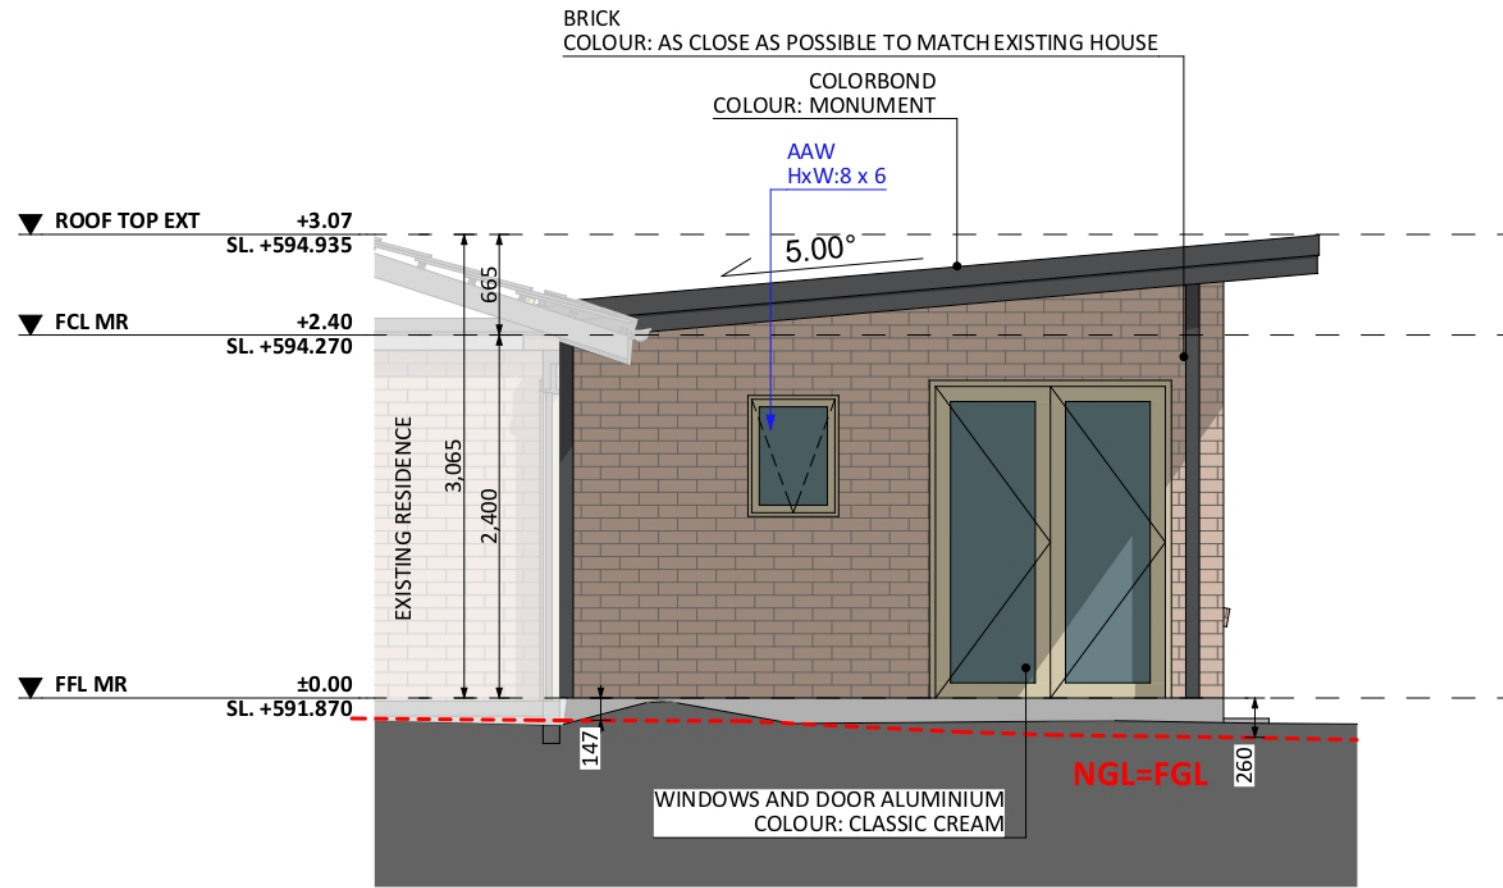 BRICK
COLOUR: AS CLOSE AS POSSIBLE TO MATCH EXISTING HOUSE
COLORBOND
COLOUR: MONUMENT
AAW
HxW:8 x 6
ROOF TOP EXT +3.07
SL. +594.935
5.00°
665
FCL MR +2.40
SL. +594.270
EXISTING RESIDENCE
3,065
2,400
FFL MR ±0.00
SL. +591.870
147
NGL=FGL
260
WINDOWS AND DOOR ALUMINIUM
COLOUR: CLASSIC CREAM